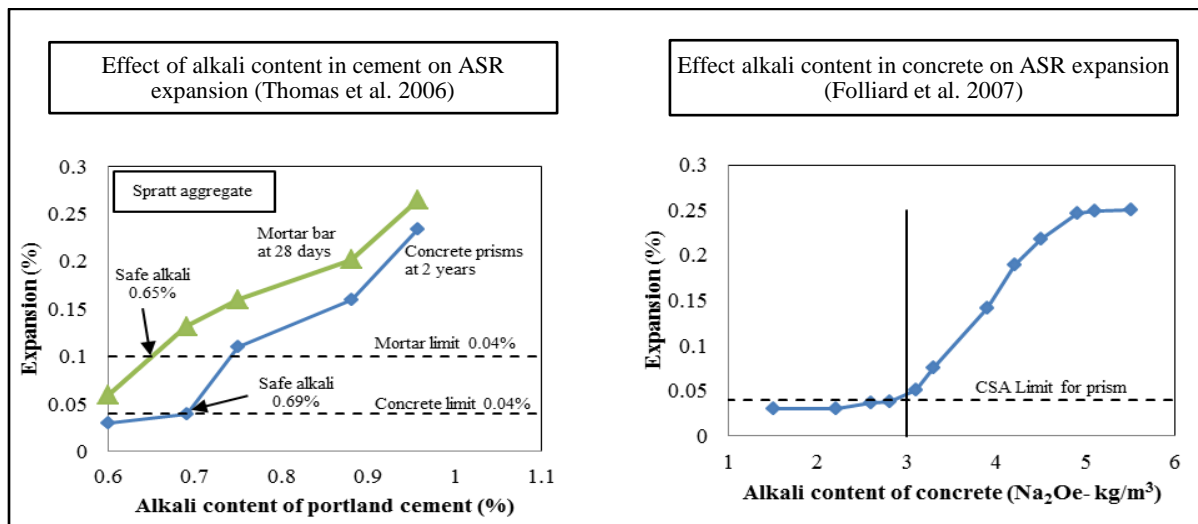 Effect of alkali content in cement on ASR
expansion (Thomas et al. 2006)
0.3
0.25
0.2
0.15
0.1
0.05
0
Expansion (%)
Spratt aggregate
Mortar bar
at 28 days
Concrete prisms
at 2 years
Safe alkali
0.65%
Mortar limit 0.04%
Safe alkali
0.69%
Concrete limit 0.04%
0.6 0.7 0.8 0.9 1 1.1
Alkali content of portland cement (%)
Effect alkali content in concrete on ASR expansion
(Folliard et al. 2007)
0.3
0.25
0.2
0.15
0.1
0.05
0
Expansion (%)
CSA Limit for prism
1 2 3 4 5 6
Alkali content of concrete (Na₂Oe- kg/m³)